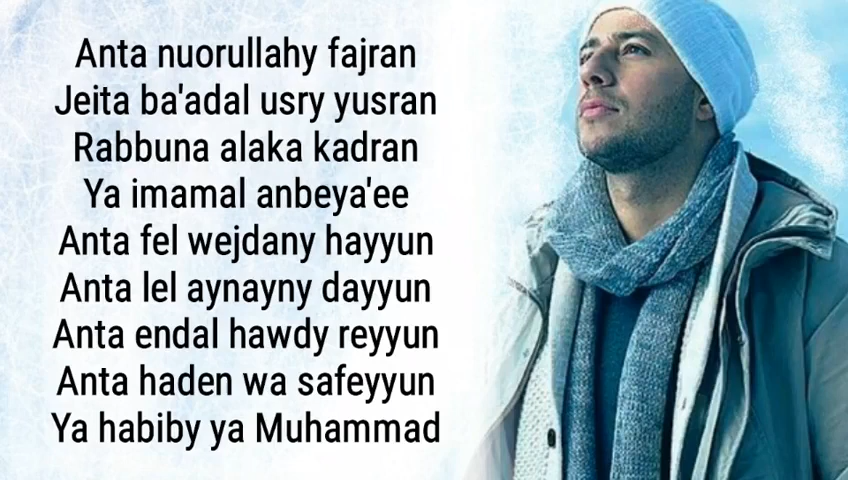 Anta nuorullahy fajran
Jeita ba'adal usry yusran
Rabbuna alaka kadran
Ya imamal anbeya'ee
Anta fel wejdany hayyun
Anta lel aynayny dayyun
Anta endal hawdy reyyun
Anta haden wa safeyyun
Ya habiby ya Muhammad